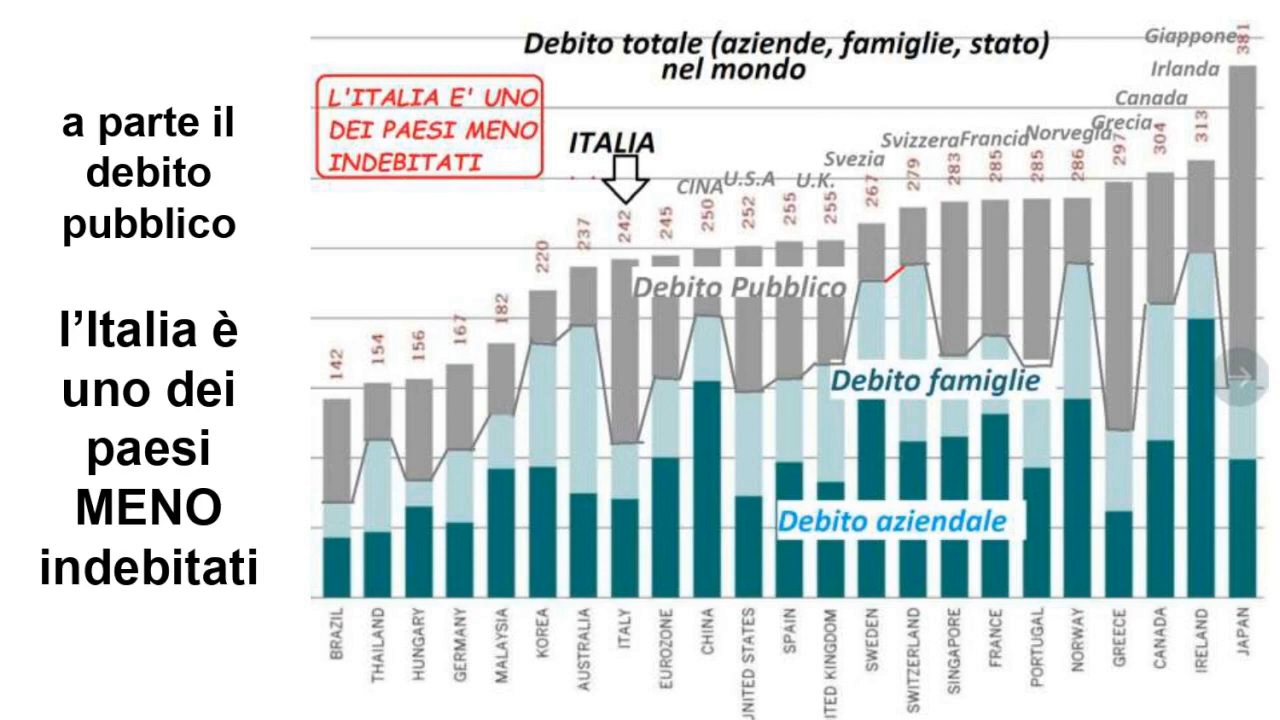 a parte il
debito
pubblico
l’Italia è
uno dei
paesi
MENO
indebitati
Debito totale (aziende, famiglie, stato)
nel mondo
L'ITALIA E' UNO
DEI PAESI MENO
INDEBITATI
ITALIA
CINA
U.S.A
U.K.
Svezia
Svizzera
Francia
Norvegia
Grecia
Canada
Irlanda
Giappone
142
154
156
167
182
220
237
242
245
250
252
255
255
267
279
283
285
285
286
297
304
313
381
Debito Pubblico
Debito famiglie
Debito aziendale
BRAZIL
THAILAND
HUNGARY
GERMANY
MALAYSIA
KOREA
AUSTRALIA
ITALY
EUROZONE
CHINA
UNITED STATES
SPAIN
ITED KINGDOM
SWEDEN
SWITZERLAND
SINGAPORE
FRANCE
PORTUGAL
NORWAY
GREECE
CANADA
IRELAND
JAPAN